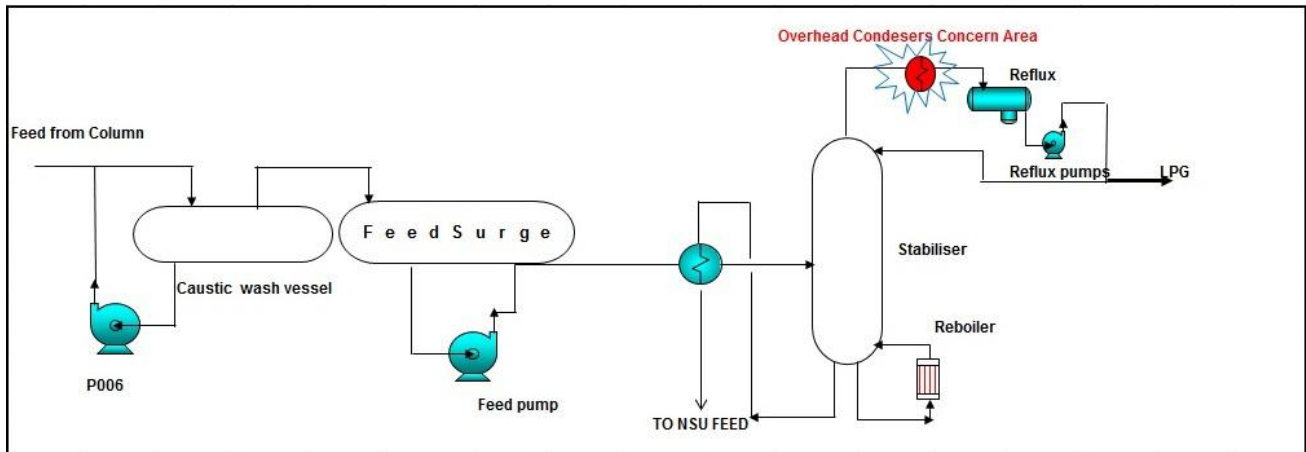 Overhead Condesers Concern Area
Reflux
Feed from Column
Reflux pumps
LPG
F e e d S u r g e
Stabiliser
Caustic wash vessel
Reboiler
P006
Feed pump
TO NSU FEED